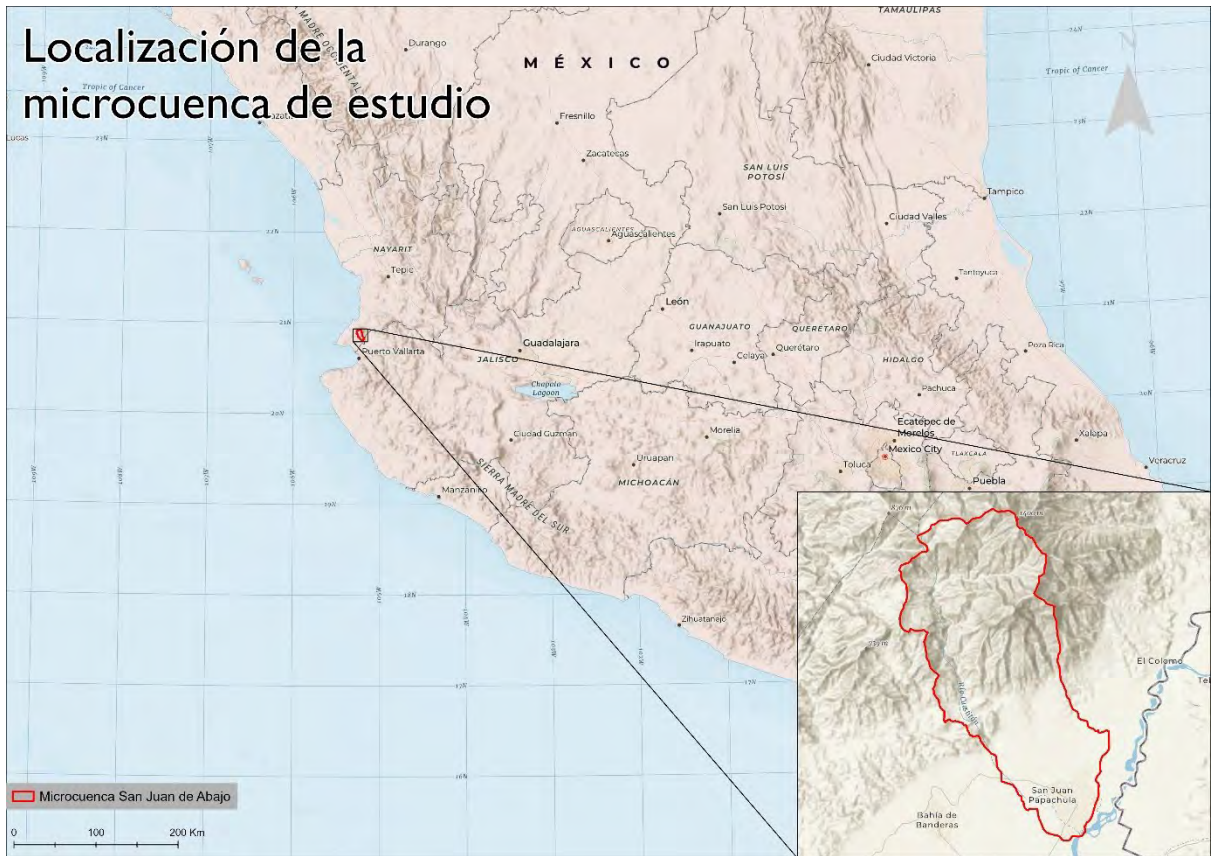 Localización de la
microcuenca de estudio
TAMAULIPAS
Durango
MÉXICO
Ciudad Victoria
Tropic of Cancer
Tropic of Cancer
Fresnillo
Zacatecas
SAN LUIS
POTOSÍ
Tampico
San Luis Potosí
Ciudad Valles
AGUASCALIENTES
Aguascalientes
NAYARIT
Tepic
Tantoyuca
León
GUANAJUATO
QUERÉTARO
Poza Rica
Guadalajara
Irapuato
Querétaro
Puerto Vallarta
JALISCO
Celaya
HIDALGO
Chapala
Lagoon
Pachuca
Ecatepec de
Morelos
Ciudad Guzmán
Morelia
Xalapa
Mexico City
TLAXCALA
Uruapan
Toluca
Veracruz
MICHOACÁN
Puebla
Manzanillo
SIERRA MADRE DEL SUR
Zihuatanejo
El Colomo
San Juan
Papachula
Bahía de
Banderas
Microcuenca San Juan de Abajo
0 100 200 Km